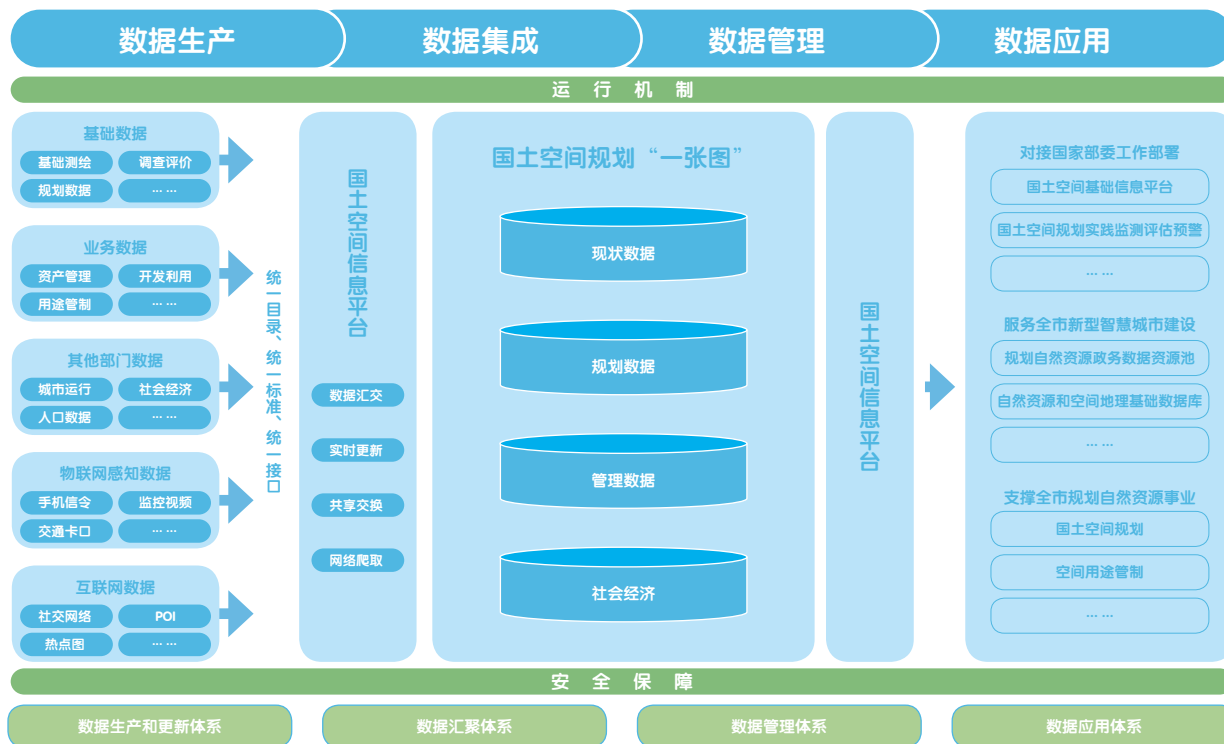 数据生产
数据集成
数据管理
数据应用
运行机制
基础数据
基础测绘
调查评价
规划数据
... ...
业务数据
资产管理
开发利用
用途管制
... ...
其他部门数据
城市运行
社会经济
人口数据
... ...
物联网感知数据
手机信令
监控视频
交通卡口
... ...
互联网数据
社交网络
POI
热点图
... ...
统一目录、统一标准、统一接口
国土空间信息平台
数据汇交
实时更新
共享交换
网络爬取
国土空间规划“一张图”
现状数据
规划数据
管理数据
社会经济
国土空间信息平台
对接国家部委工作部署
国土空间基础信息平台
国土空间规划实践监测评估预警
... ...
服务全市新型智慧城市建设
规划自然资源政务数据资源池
自然资源和空间地理基础数据库
... ...
支撑全市规划自然资源事业
国土空间规划
空间用途管制
... ...
安全保障
数据生产和更新体系
数据汇聚体系
数据管理体系
数据应用体系